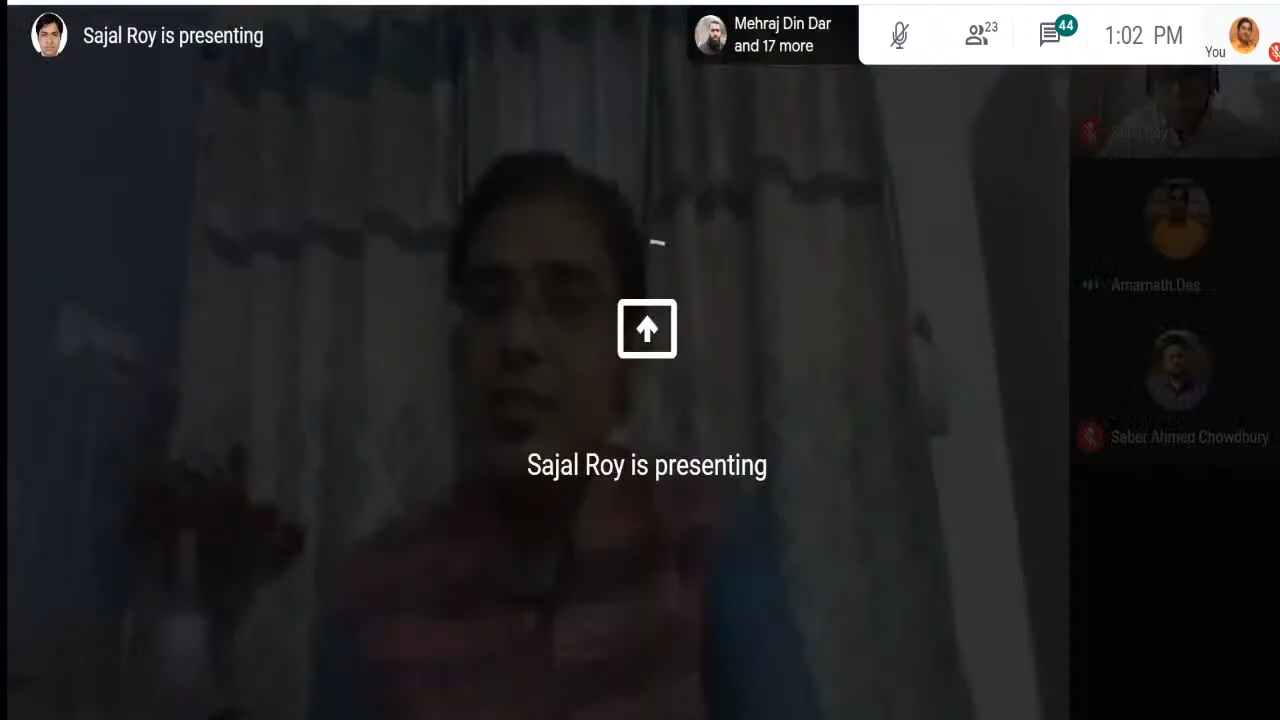 Sajal Roy is presenting
Mehraj Din Dar
and 17 more
23
44
1:02 PM
You
Roy
Amarnath Das
Saber Ahmed Chowdhury
Sajal Roy is presenting